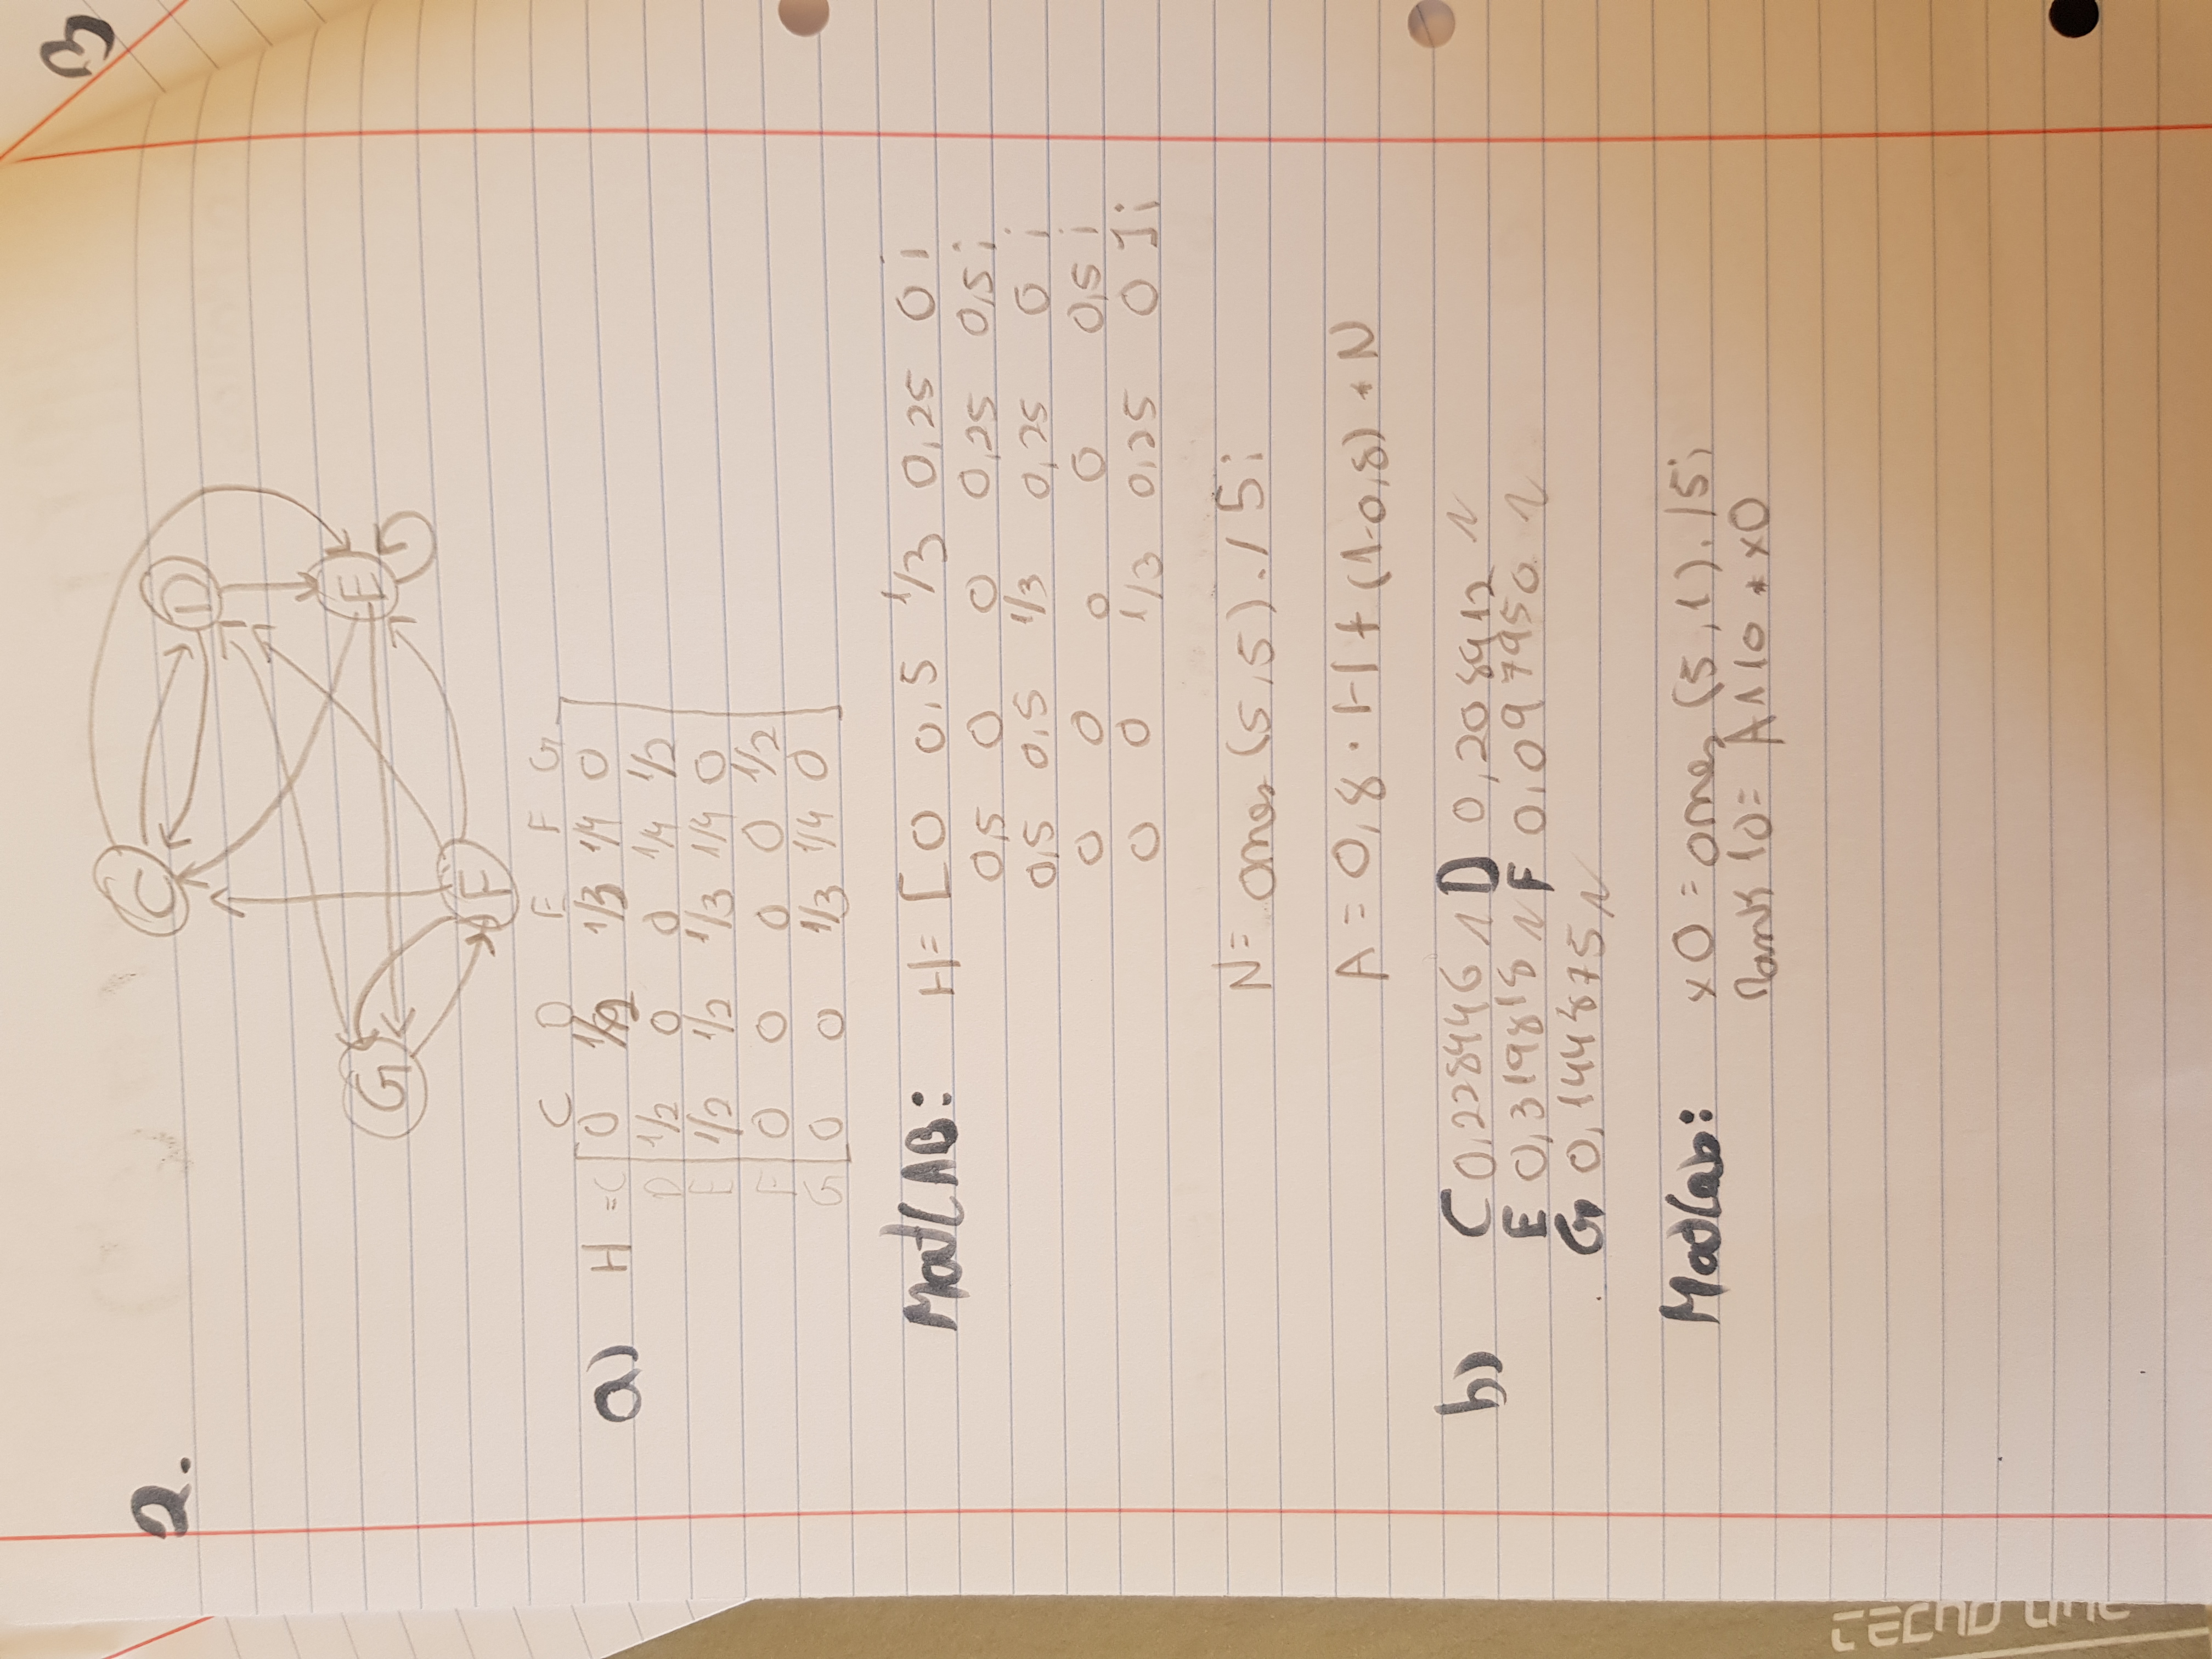 3
2.
C
D
G
E
F
C D E F G
a) H = C 0 1/2 1/3 1/4 0
D 1/2 0 0 1/4 1/2
E 1/2 1/2 1/3 1/4 0
F 0 0 0 0 1/2
G 0 0 1/3 1/4 0
MatLAB: H = [ 0 0,5 1/3 0,25 0 ;
0,5 0 0 0,25 0,5 ;
0,5 0,5 1/3 0,25 0 ;
0 0 0 0 0,5 ;
0 0 1/3 0,25 0 ];
N = ones (5,5) ./ 5;
A = 0,8 · H + (1-0,8) * N
b) C 0,228446 D 0,208912
E 0,319818 F 0,097950
G 0,144875
Matlab: x0 = ones (5,1) ./5;
Rank 10 = A^10 * x0